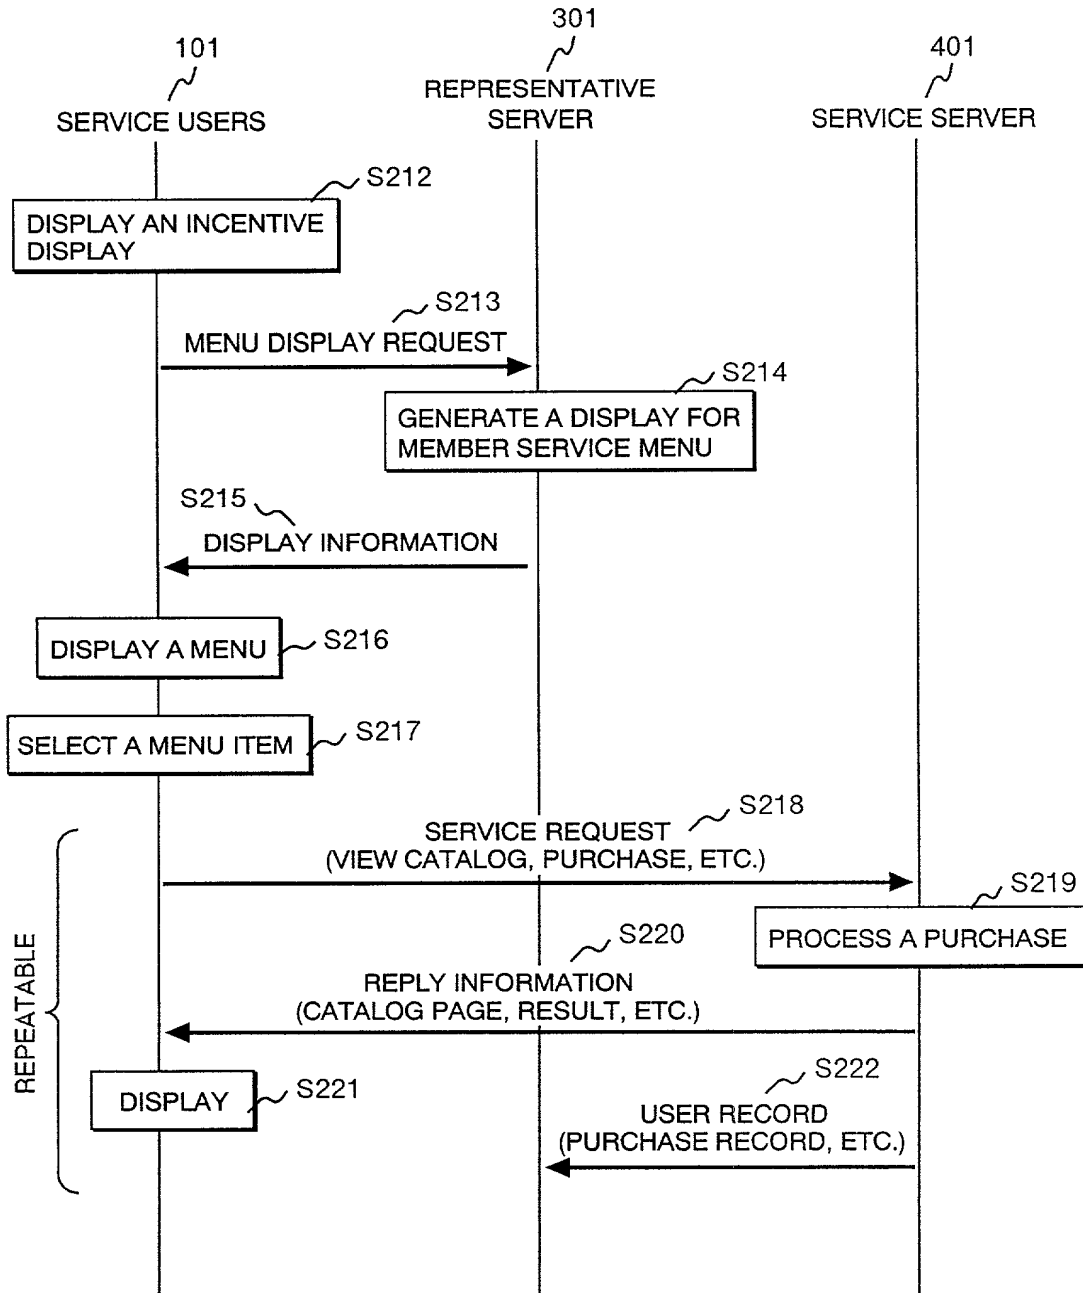 101
301
401
SERVICE USERS
REPRESENTATIVE
SERVER
SERVICE SERVER
S212
DISPLAY AN INCENTIVE
DISPLAY
S213
MENU DISPLAY REQUEST
S214
GENERATE A DISPLAY FOR
MEMBER SERVICE MENU
S215
DISPLAY INFORMATION
DISPLAY A MENU
S216
SELECT A MENU ITEM
S217
S218
SERVICE REQUEST
(VIEW CATALOG, PURCHASE, ETC.)
S219
PROCESS A PURCHASE
S220
REPLY INFORMATION
(CATALOG PAGE, RESULT, ETC.)
REPEATABLE
DISPLAY
S221
S222
USER RECORD
(PURCHASE RECORD, ETC.)